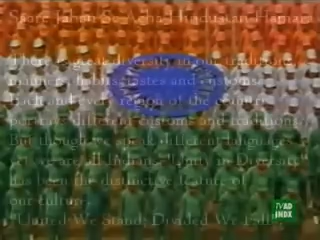 Saare Jahan Se Acha Hindustan Hamara
There is great diversity in our traditions,
manners, habits, tastes and customs.
Each and every region of the country
portrays different customs and traditions.
But though we speak different languages
yet we are all Indians. "Unity in Diversity"
has been the distinctive feature of
our culture.
"United We Stand; Divided We Fall"
TVAD
INDX